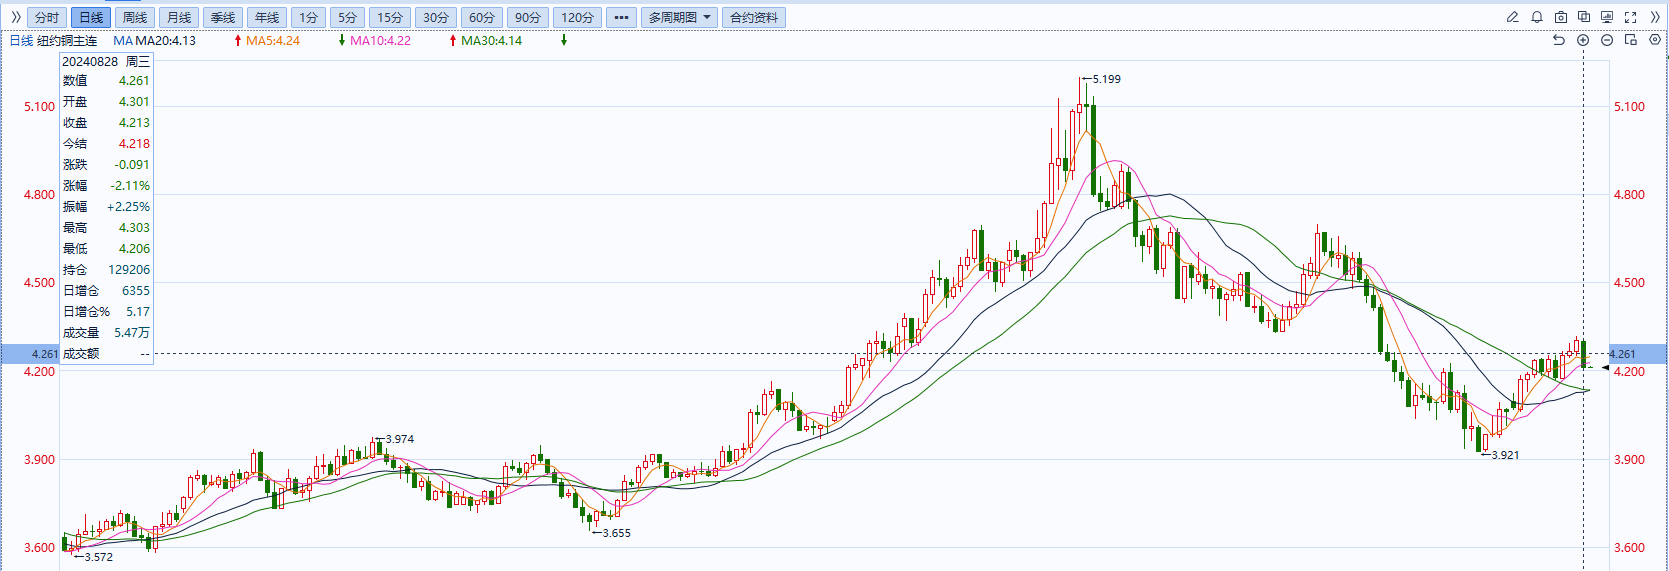 分时 日线 周线 月线 季线 年线 1分 5分 15分 30分 60分 90分 120分 ••• 多周期图 合约资料
日线 纽约铜主连 MA MA20:4.13 MA5:4.24 MA10:4.22 MA30:4.14
20240828 周三
数值 4.261
开盘 4.301
收盘 4.213
今结 4.218
涨跌 -0.091
涨幅 -2.11%
振幅 +2.25%
最高 4.303
最低 4.206
持仓 129206
日增仓 6355
日增仓% 5.17
成交量 5.47万
成交额 --
5.100
4.800
4.500
4.261
4.200
3.900
3.600
3.572
3.974
3.655
5.199
3.921
5.100
4.800
4.500
4.261
4.200
3.900
3.600